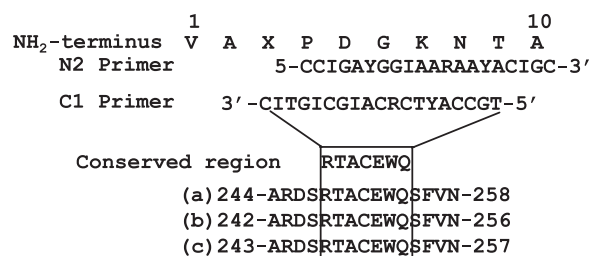 1 10
NH₂-terminus V A X P D G K N T A
N2 Primer 5-CCIGAYGGIAARAAYACIGC-3′
C1 Primer 3′-CITGICGIACRCTYACCGT-5′
Conserved region RTACEWQ
(a)244-ARDSRTACEWQSFVN-258
(b)242-ARDSRTACEWQSFVN-256
(c)243-ARDSRTACEWQSFVN-257